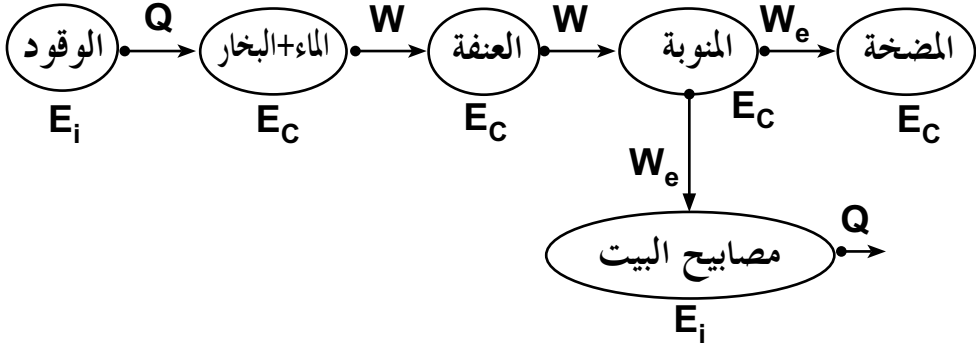 Q W W We
الوقود الماء+البخار العنفة المنوبة المضخة
Ei EC EC EC EC
We
مصابيح البيت Q
Ei